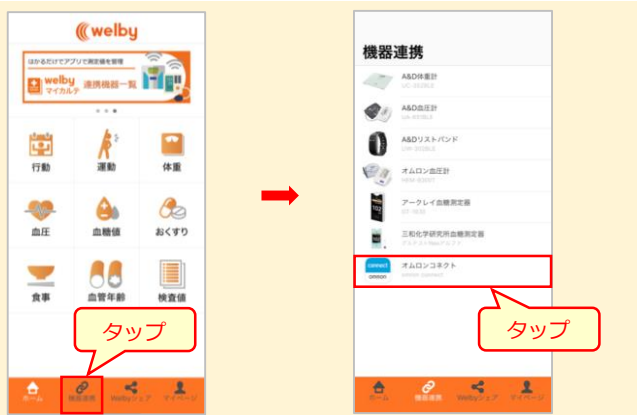 welby
はかるだけでアプリで測定値を管理
welby
マイカルテ
連携機器一覧
行動
運動
体重
血圧
血糖値
おくすり
食事
血管年齢
検査値
タップ
ホーム
機器連携
Welbyシェア
マイページ
機器連携
A&D体重計
UC-352BLE
A&D血圧計
UA-651BLE
A&Dリストバンド
UW-302BLE
オムロン血圧計
アークレイ血糖測定器
三和化学研究所血糖測定器
connect
omron
オムロンコネクト
omron connect
タップ
ホーム
機器連携
Welbyシェア
マイページ